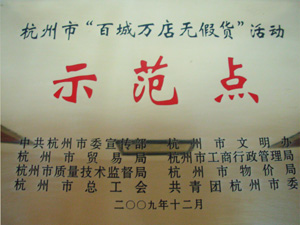 杭州市“百城万店无假货”活动
示范点
中共杭州市委宣传部 杭州市文明办
杭州市贸易局 杭州市工商行政管理局
杭州市质量技术监督局 杭州市物价局
杭州市总工会 共青团杭州市委
二〇〇九年十二月